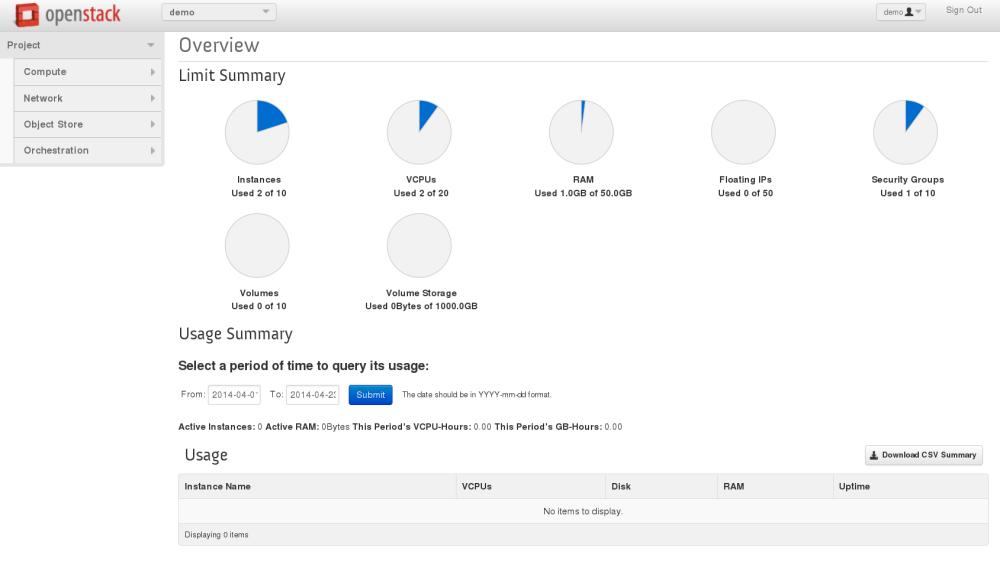 openstack demo demo Sign Out
Project
Compute
Network
Object Store
Orchestration
Overview
Limit Summary
Instances
Used 2 of 10
VCPUs
Used 2 of 20
RAM
Used 1.0GB of 50.0GB
Floating IPs
Used 0 of 50
Security Groups
Used 1 of 10
Volumes
Used 0 of 10
Volume Storage
Used 0Bytes of 1000.0GB
Usage Summary
Select a period of time to query its usage:
From: 2014-04-0 To: 2014-04-2 Submit The date should be in YYYY-mm-dd format.
Active Instances: 0 Active RAM: 0Bytes This Period's VCPU-Hours: 0.00 This Period's GB-Hours: 0.00
Usage Download CSV Summary
Instance Name VCPUs Disk RAM Uptime
No items to display.
Displaying 0 items